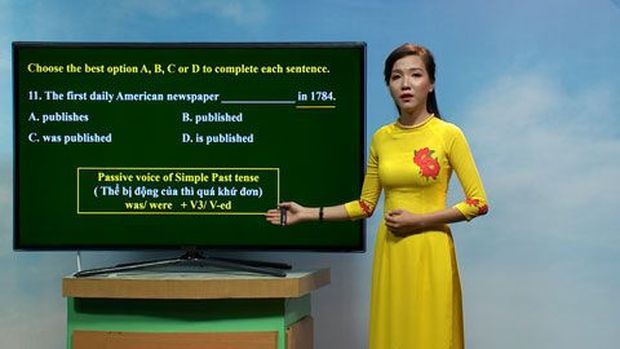 Choose the best option A, B, C or D to complete each sentence.
11. The first daily American newspaper ____________ in 1784.
A. publishes B. published
C. was published D. is published
Passive voice of Simple Past tense
( Thể bị động của thì quá khứ đơn)
was/ were + V3/ V-ed